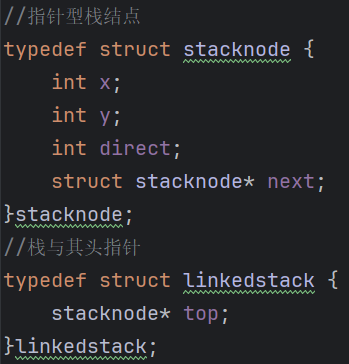 //指针型栈结点
typedef struct stacknode {
    int x;
    int y;
    int direct;
    struct stacknode* next;
}stacknode;
//栈与其头指针
typedef struct linkedstack {
    stacknode* top;
}linkedstack;